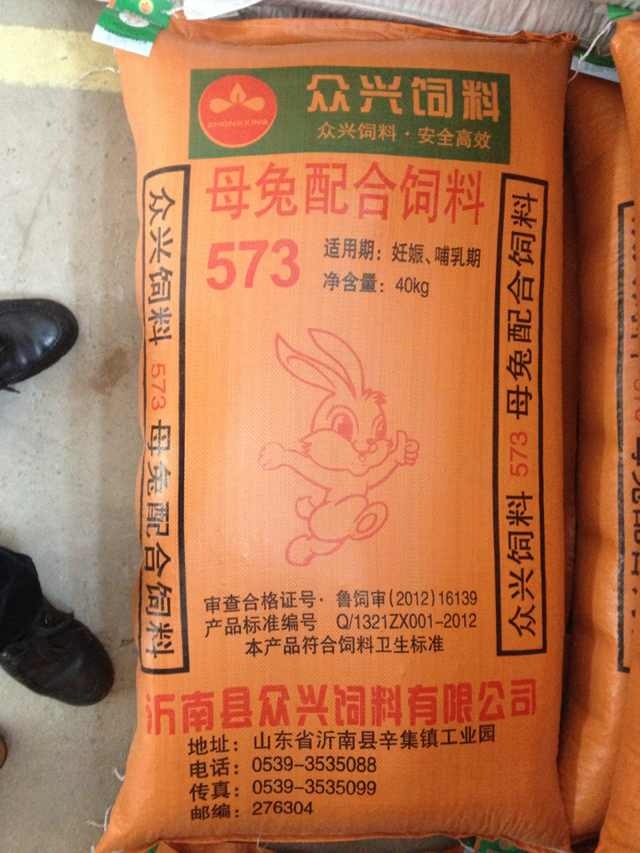 ZHONGXING
众兴饲料
众兴饲料·安全高效
母兔配合饲料
573
适用期：妊娠、哺乳期
净含量：40kg
众兴饲料 573 母兔配合饲料
众兴饲料 573 母兔配合饲料
审查合格证号·鲁饲审(2012)16139
产品标准编号 Q/1321ZX001-2012
本产品符合饲料卫生标准
沂南县众兴饲料有限公司
地址：山东省沂南县辛集镇工业园
电话：0539-3535088
传真：0539-3535099
邮编：276304